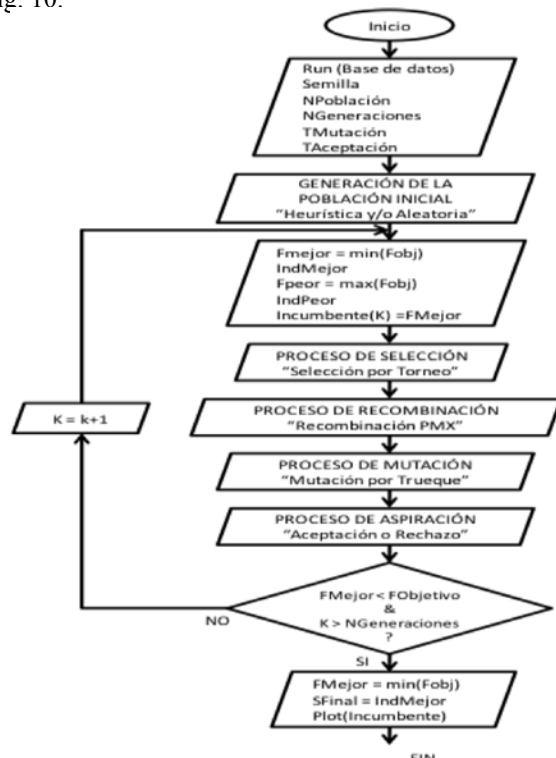 ig. 10.
Inicio
Run (Base de datos)
Semilla
NPoblación
NGeneraciones
TMutación
TAceptación
GENERACIÓN DE LA
POBLACIÓN INICIAL
“Heurística y/o Aleatoria”
Fmejor = min(Fobj)
IndMejor
Fpeor = max(Fobj)
IndPeor
Incumbente(K) =FMejor
PROCESO DE SELECCIÓN
“Selección por Torneo”
PROCESO DE RECOMBINACIÓN
“Recombinación PMX”
K = k+1
PROCESO DE MUTACIÓN
“Mutación por Trueque”
PROCESO DE ASPIRACIÓN
“Aceptación o Rechazo”
FMejor< FObjetivo
&
K > NGeneraciones
?
NO
SI
FMejor = min(Fobj)
SFinal = IndMejor
Plot(Incumbente)
FIN